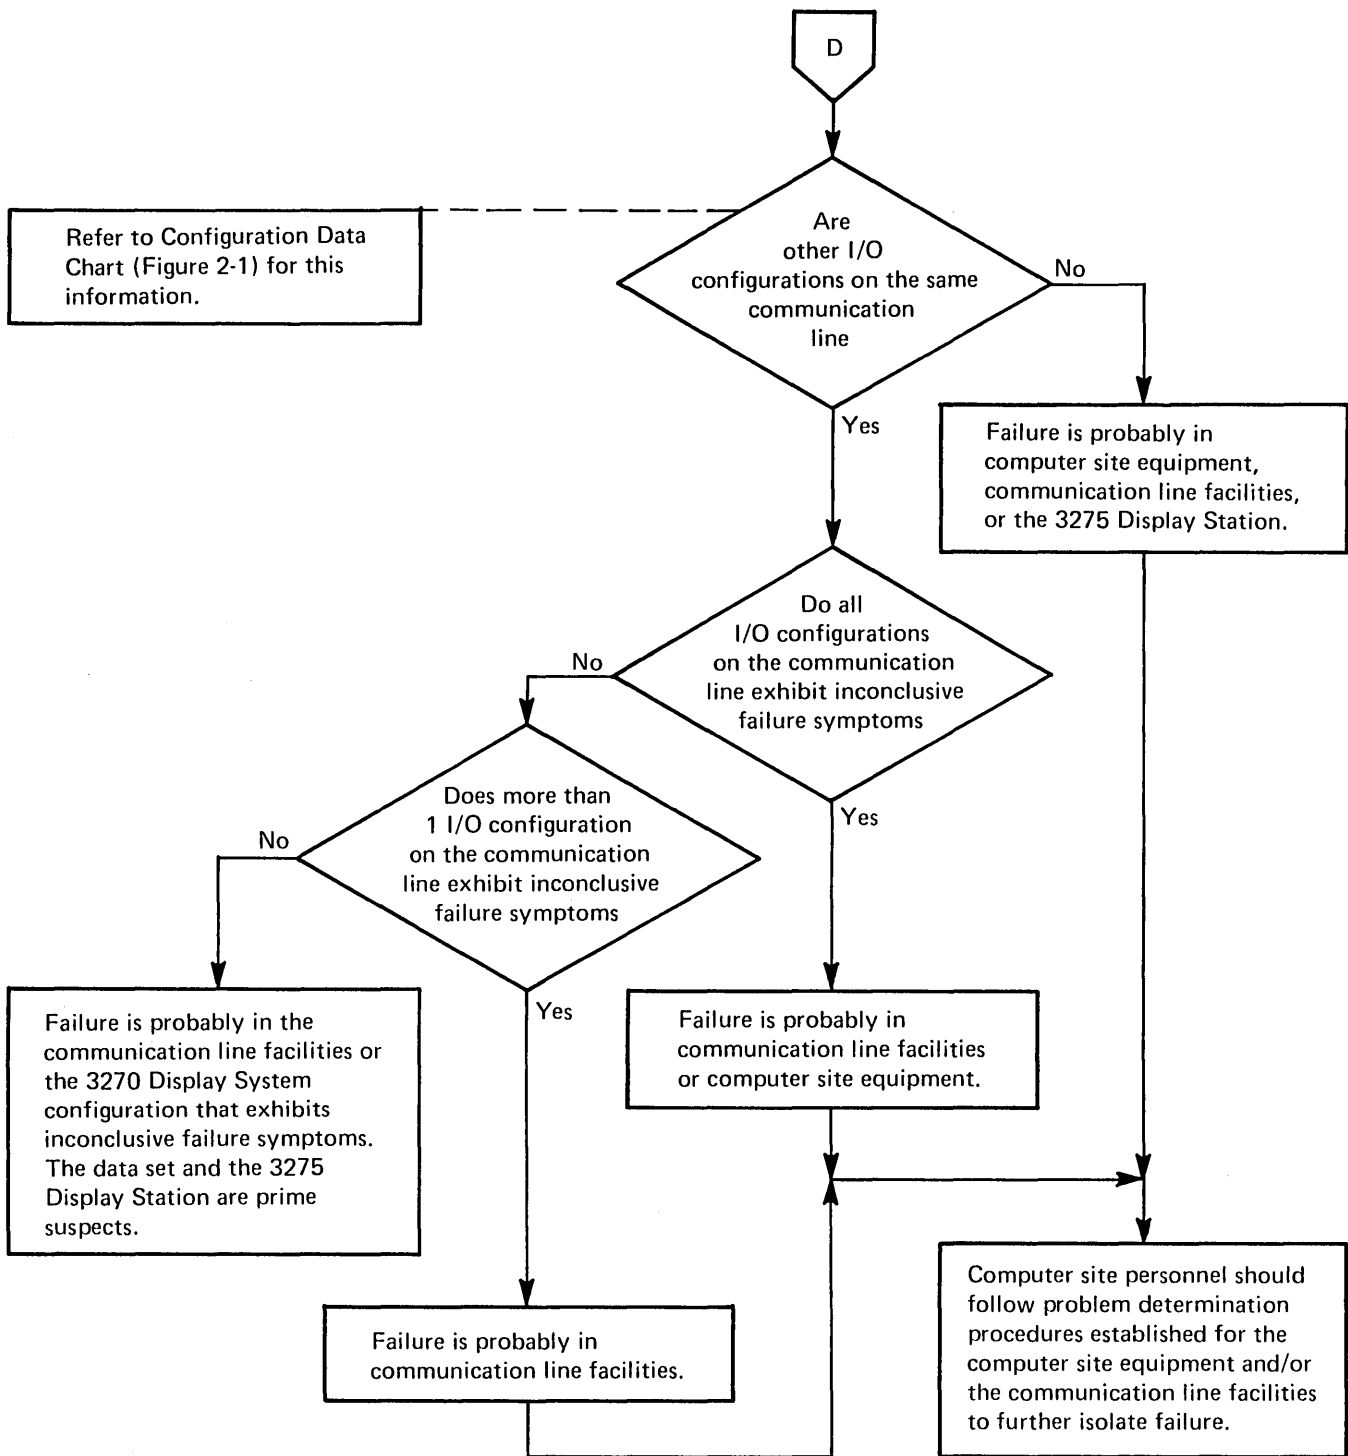 D
Refer to Configuration Data
Chart (Figure 2-1) for this
information.
Are
other I/O
configurations on the same
communication
line
No
Yes
Failure is probably in
computer site equipment,
communication line facilities,
or the 3275 Display Station.
Do all
I/O configurations
on the communication
line exhibit inconclusive
failure symptoms
No
Yes
Does more than
1 I/O configuration
on the communication
line exhibit inconclusive
failure symptoms
No
Yes
Failure is probably in the
communication line facilities or
the 3270 Display System
configuration that exhibits
inconclusive failure symptoms.
The data set and the 3275
Display Station are prime
suspects.
Failure is probably in
communication line facilities
or computer site equipment.
Failure is probably in
communication line facilities.
Computer site personnel should
follow problem determination
procedures established for the
computer site equipment and/or
the communication line facilities
to further isolate failure.